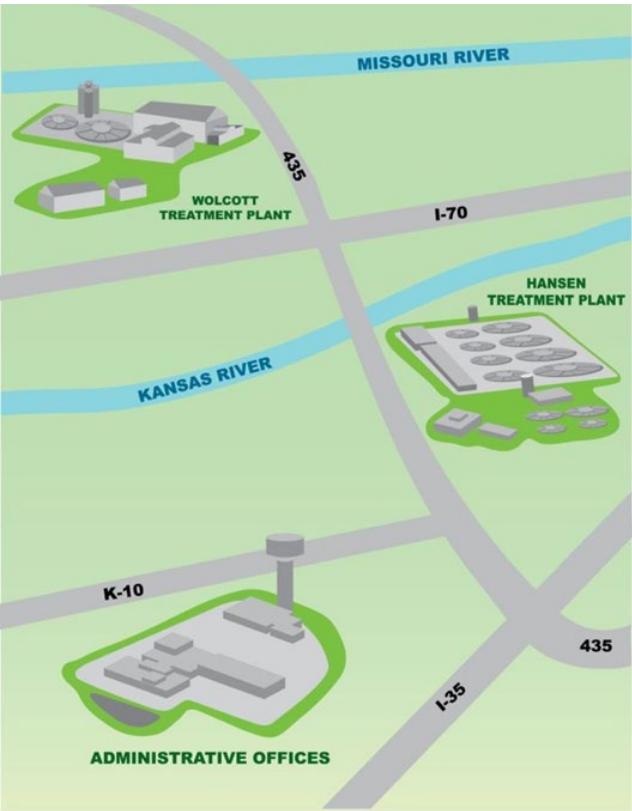 MISSOURI RIVER
435
WOLCOTT
TREATMENT PLANT
I-70
HANSEN
TREATMENT PLANT
KANSAS RIVER
K-10
435
I-35
ADMINISTRATIVE OFFICES